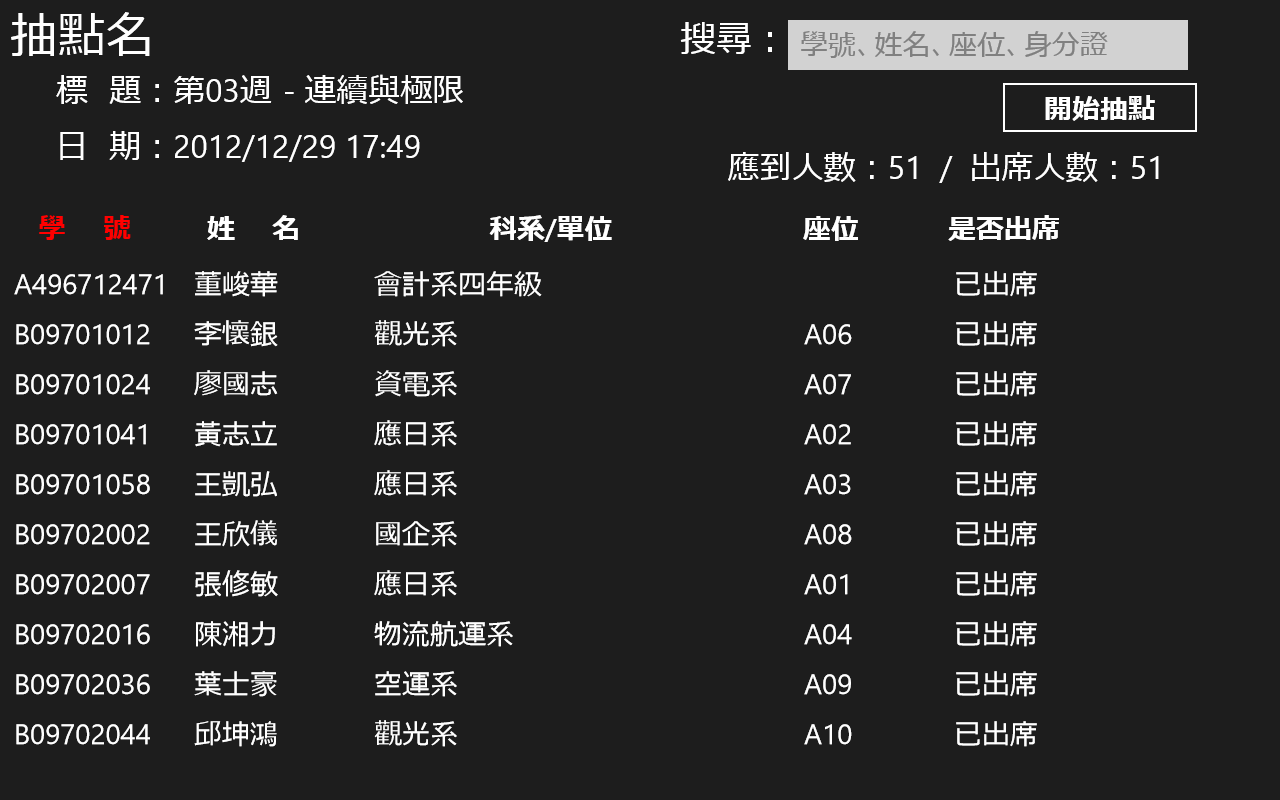 抽點名
搜尋：學號、姓名、座位、身分證
標 題：第03週 - 連續與極限
開始抽點
日 期：2012/12/29 17:49
應到人數：51 / 出席人數：51
學 號 姓 名 科系/單位 座位 是否出席
A496712471 董峻華 會計系四年級 已出席
B09701012 李懷銀 觀光系 A06 已出席
B09701024 廖國志 資電系 A07 已出席
B09701041 黃志立 應日系 A02 已出席
B09701058 王凱弘 應日系 A03 已出席
B09702002 王欣儀 國企系 A08 已出席
B09702007 張修敏 應日系 A01 已出席
B09702016 陳湘力 物流航運系 A04 已出席
B09702036 葉士豪 空運系 A09 已出席
B09702044 邱坤鴻 觀光系 A10 已出席